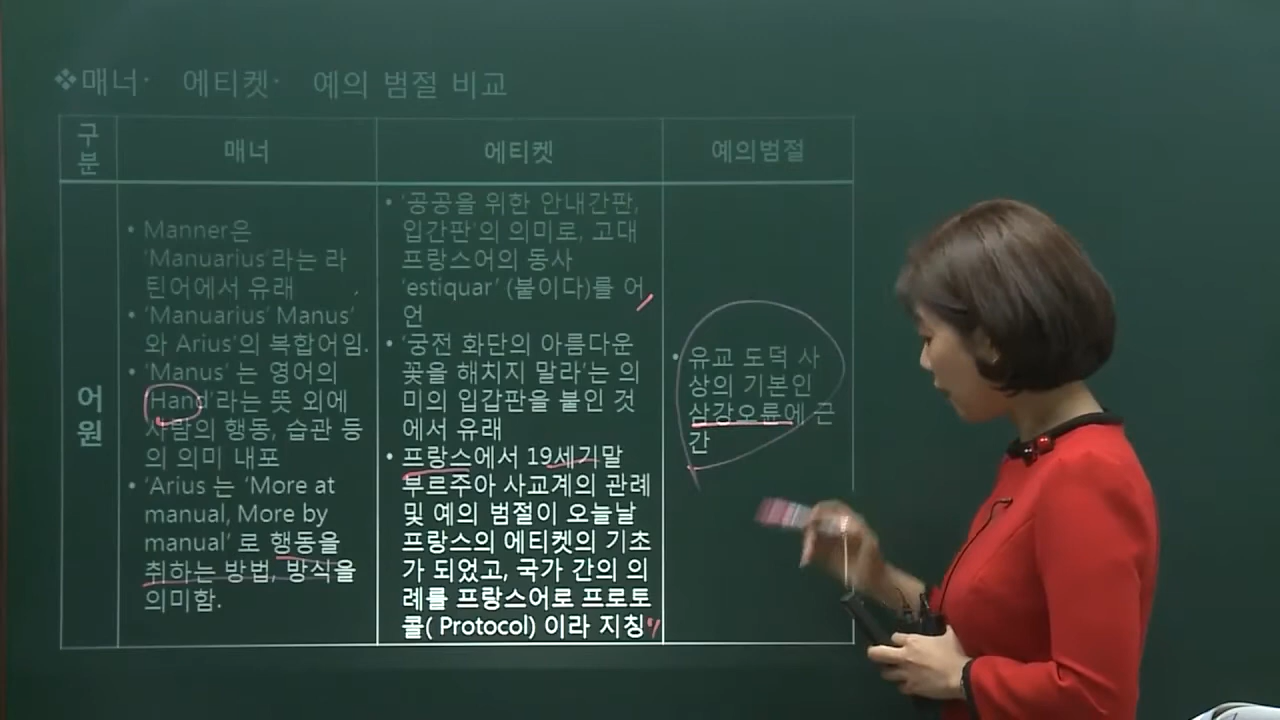 ❖매너· 에티켓· 예의 범절 비교
구
분
매너
에티켓
예의범절
어
원
• Manner은
'Manuarius'라는 라
틴어에서 유래
• 'Manuarius' Manus'
와 Arius'의 복합어임.
• 'Manus' 는 영어의
Hand'라는 뜻 외에
사람의 행동, 습관 등
의 의미 내포
• 'Arius 는 'More at
manual, More by
manual' 로 행동을
취하는 방법, 방식을
의미함.
• '공공을 위한 안내간판,
입간판'의 의미로, 고대
프랑스어의 동사
'estiquar' (붙이다)를 어
언
• '궁전 화단의 아름다운
꽃을 해치지 말라'는 의
미의 입갑판을 붙인 것
에서 유래
• 프랑스에서 19세기말
부르주아 사교계의 관례
및 예의 범절이 오늘날
프랑스의 에티켓의 기초
가 되었고, 국가 간의 의
례를 프랑스어로 프로토
콜( Protocol) 이라 지칭
• 유교 도덕 사
상의 기본인
삼강오륜에 근
간